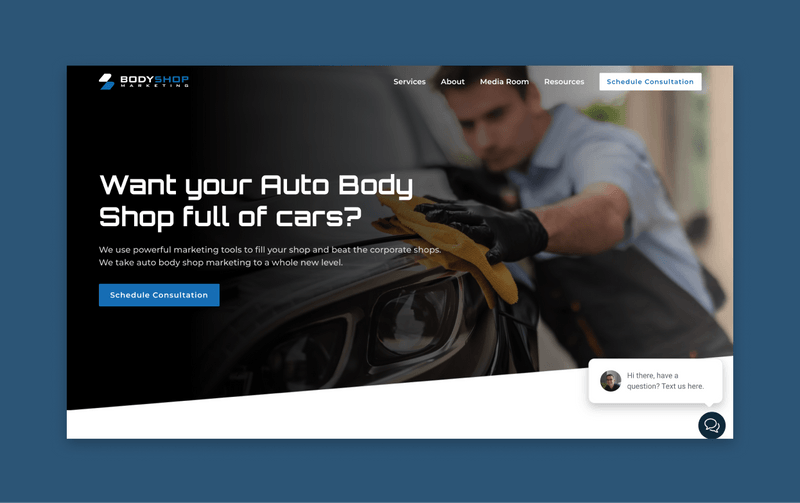 BODYSHOP
MARKETING
Services About Media Room Resources Schedule Consultation
Want your Auto Body
Shop full of cars?
We use powerful marketing tools to fill your shop and beat the corporate shops.
We take auto body shop marketing to a whole new level.
Schedule Consultation
Hi there, have a
question? Text us here.